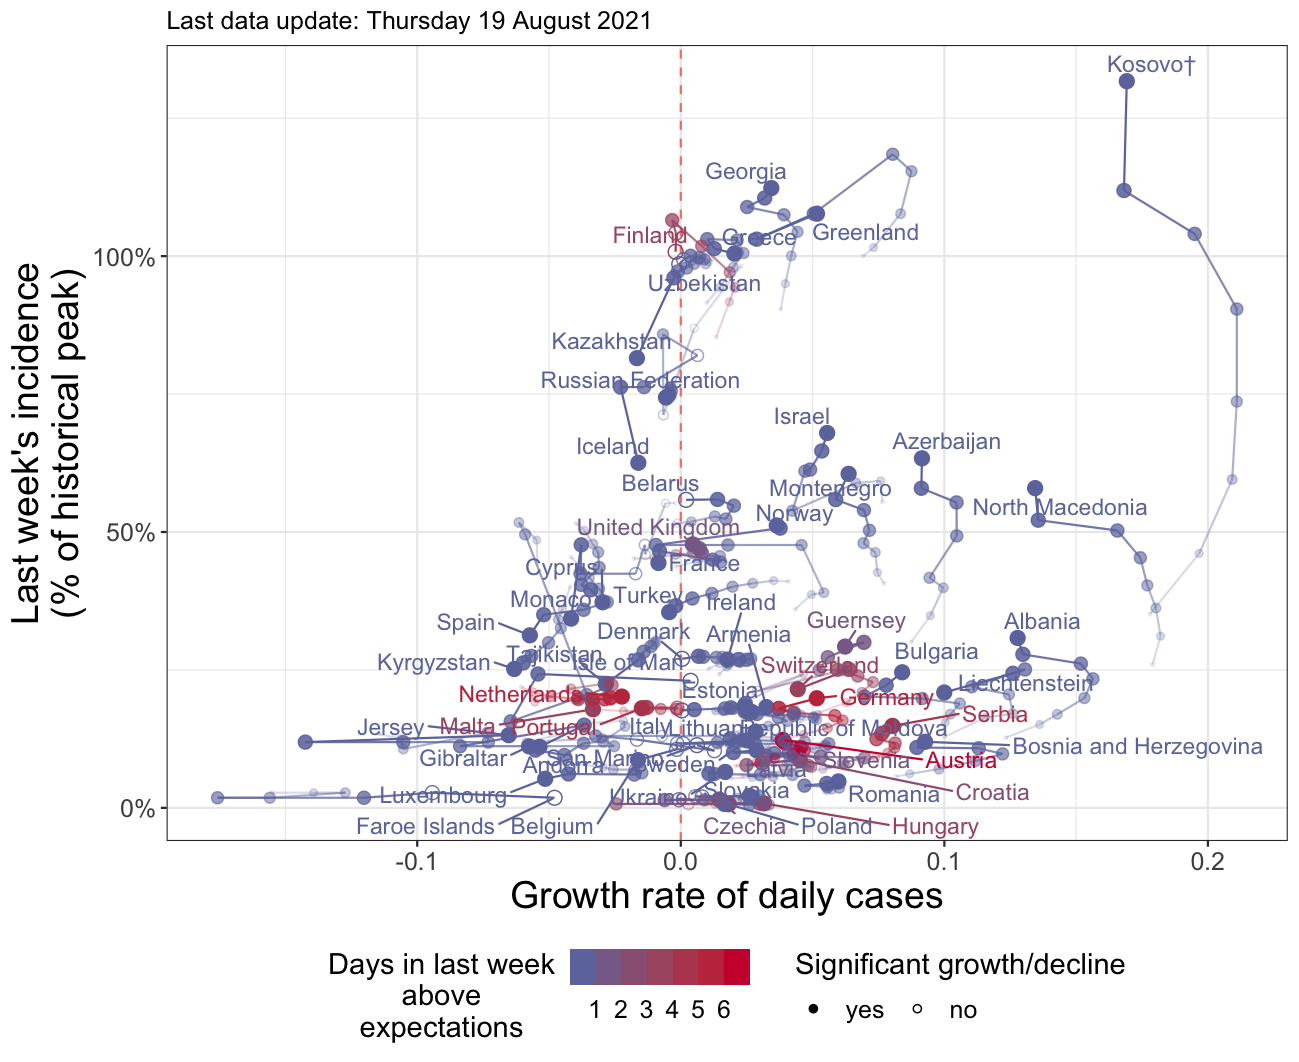 Last data update: Thursday 19 August 2021
Kosovo†
Georgia
Finland
Greece
Greenland
100%
Uzbekistan
Kazakhstan
Russian Federation
Israel
Iceland
Azerbaijan
Belarus
Montenegro
North Macedonia
Norway
50%
United Kingdom
France
Cyprus
Monaco
Turkey
Ireland
Spain
Denmark
Armenia
Guernsey
Albania
Kyrgyzstan
Tajikistan
Isle of Man
Switzerland
Bulgaria
Netherlands
Estonia
Germany
Liechtenstein
Jersey
Malta
Portugal
Italy
Lithuania
Republic of Moldova
Serbia
Gibraltar
Andorra
San Marino
Sweden
Latvia
Slovenia
Austria
Bosnia and Herzegovina
Luxembourg
Ukraine
Slovakia
Romania
Croatia
0%
Faroe Islands
Belgium
Czechia
Poland
Hungary
-0.1
0.0
0.1
0.2
Growth rate of daily cases
Last week's incidence
(% of historical peak)
Days in last week
above
expectations
1 2 3 4 5 6
Significant growth/decline
yes
no